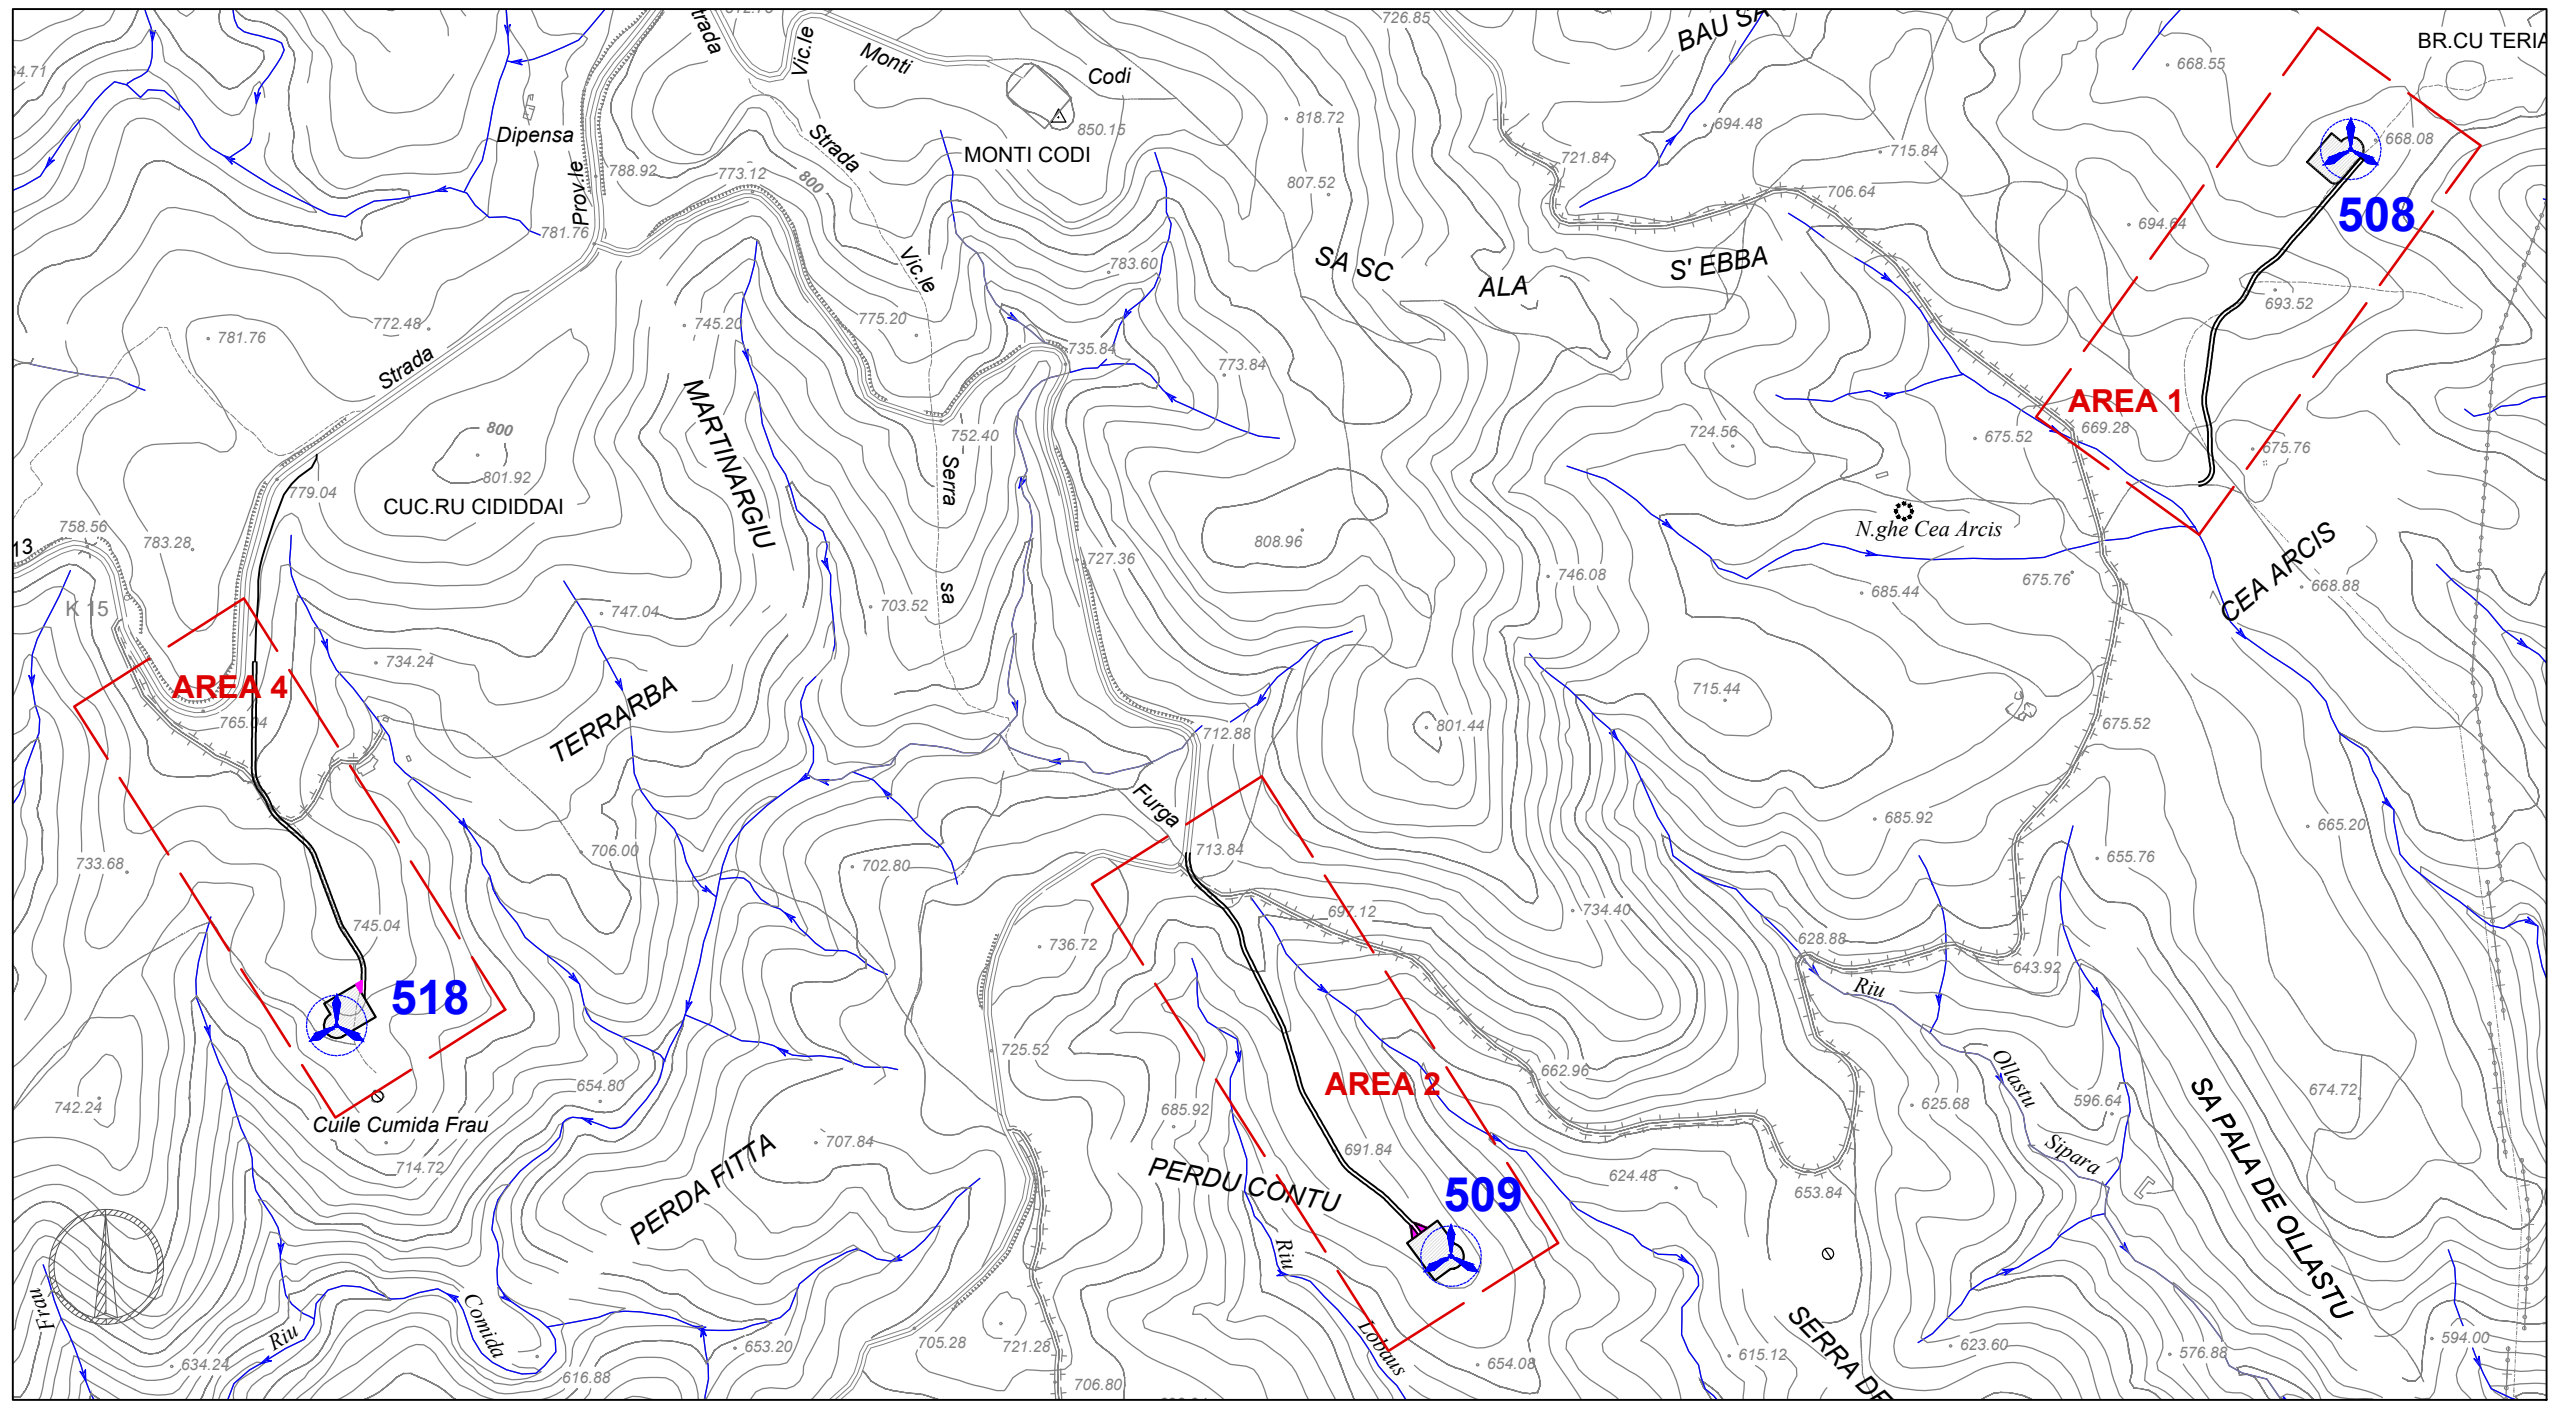 726.85
BAU SA
BR.CU TERIA
Strada
Vic.le
Monti
Codi
668.55
850.15
818.72
694.48
668.08
Dipensa
MONTI CODI
Strada
721.84
715.84
Prov.le
788.92
773.12
800
807.52
706.64
508
694.64
781.76
Vic.le
783.60
SA SC
ALA
S' EBBA
693.52
781.76
772.48
745.20
775.20
735.84
773.84
Strada
MARTINARGIU
AREA 1
669.28
800
752.40
724.56
675.52
675.76
801.92
Serra
779.04
CUC.RU CIDIDDAI
758.56
783.28
13
808.96
N.ghe Cea Arcis
727.36
746.08
675.76
CEA ARCIS
668.88
685.44
K 15
747.04
703.52
sa
734.24
AREA 4
715.44
TERRARBA
765.04
712.88
801.44
675.52
Furga
685.92
665.20
733.68
706.00
702.80
713.84
655.76
745.04
697.12
734.40
736.72
628.88
643.92
518
Riu
725.52
662.96
Ollastu
AREA 2
654.80
742.24
685.92
625.68
596.64
674.72
Cuile Cumida Frau
707.84
691.84
Sipara
SA PALA DE OLLASTU
714.72
PERDA FITTA
PERDU CONTU
509
624.48
653.84
Riu
Frau
Riu
Comida
Lobaus
SERRA DE
634.24
616.88
653.20
705.28
721.28
706.80
654.08
615.12
623.60
576.88
594.00